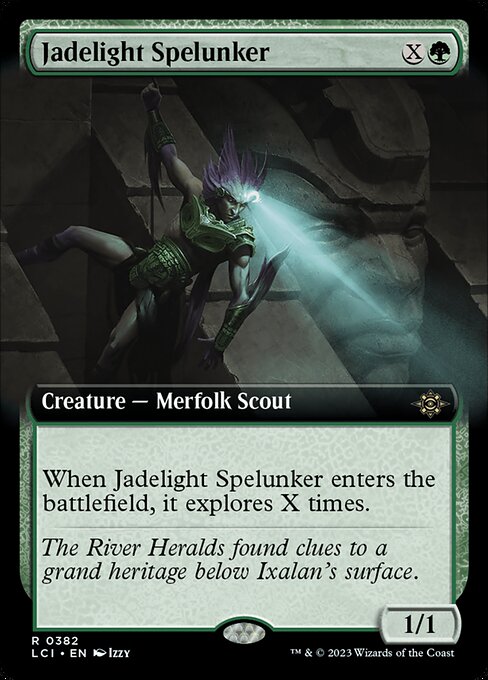 Jadelight Spelunker X
Creature — Merfolk Scout
When Jadelight Spelunker enters the
battlefield, it explores X times.
The River Heralds found clues to a
grand heritage below Ixalan's surface.
1/1
R 0382
LCI • EN Izzy ™ & © 2023 Wizards of the Coast